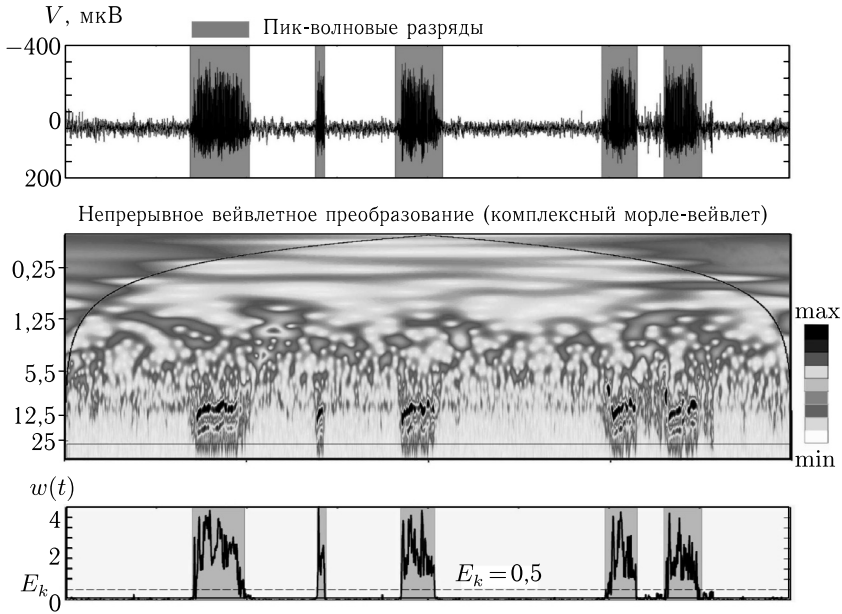 V, мкВ
Пик-волновые разряды
−400
0
200
Непрерывное вейвлетное преобразование (комплексный морле-вейвлет)
0,25
1,25
5,5
12,5
25
max
min
w(t)
4
2
E_k
0
E_k = 0,5